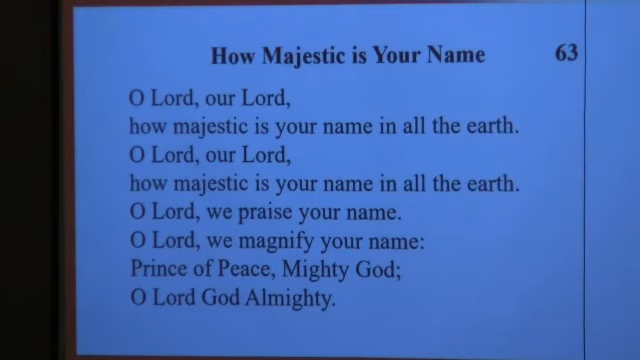 How Majestic is Your Name 63
O Lord, our Lord,
how majestic is your name in all the earth.
O Lord, our Lord,
how majestic is your name in all the earth.
O Lord, we praise your name.
O Lord, we magnify your name:
Prince of Peace, Mighty God;
O Lord God Almighty.